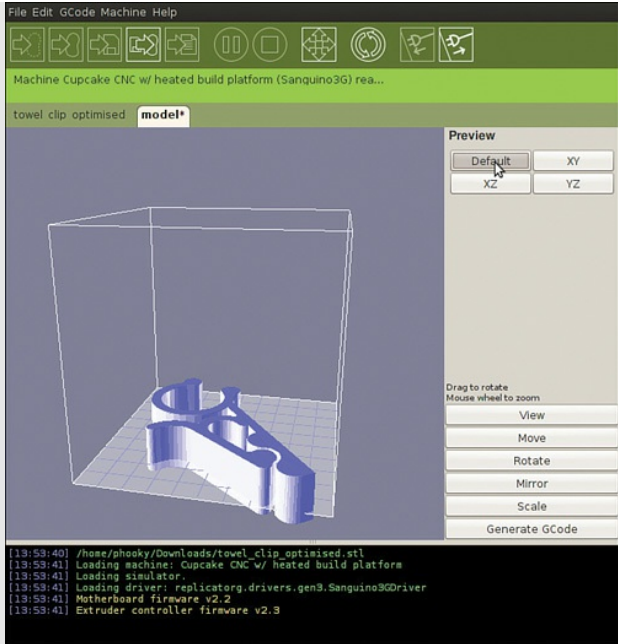 File Edit GCode Machine Help
Machine Cupcake CNC w/ heated build platform (Sanguino3G) rea...
towel clip optimised model*
Preview
Default XY
XZ YZ
Drag to rotate
Mouse wheel to zoom
View
Move
Rotate
Mirror
Scale
Generate GCode
[13:53:40] /home/phooky/Downloads/towel_clip_optimised.stl
[13:53:41] Loading machine: Cupcake CNC w/ heated build platform
[13:53:41] Loading simulator.
[13:53:41] Loading driver: replicatorg.drivers.gen3.Sanguino3GDriver
[13:53:41] Motherboard firmware v2.2
[13:53:41] Extruder controller firmware v2.3